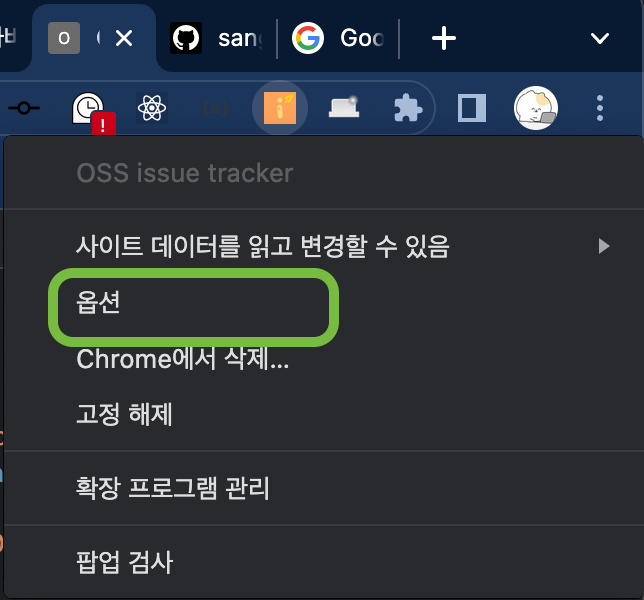 O
san
Goo
OSS issue tracker
사이트 데이터를 읽고 변경할 수 있음
옵션
Chrome에서 삭제...
고정 해제
확장 프로그램 관리
팝업 검사